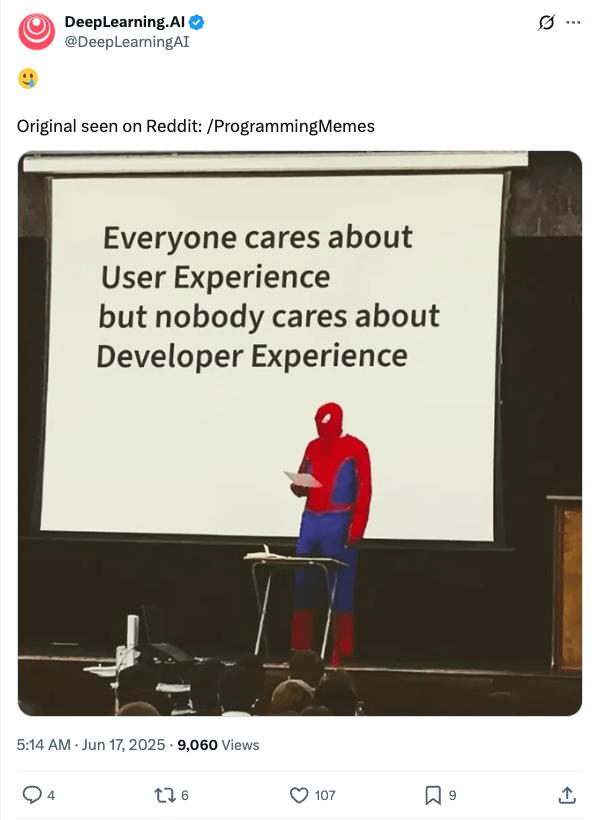 DeepLearning.AI
@DeepLearningAI
🥲
Original seen on Reddit: /ProgrammingMemes
Everyone cares about
User Experience
but nobody cares about
Developer Experience
5:14 AM · Jun 17, 2025 · 9,060 Views
4 6 107 9